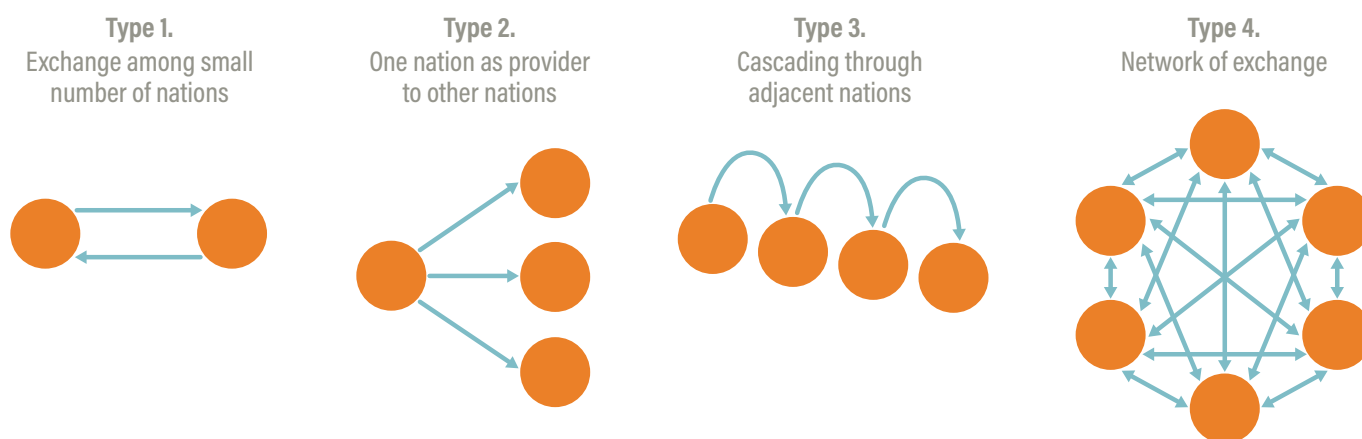 Type 1.
Exchange among small
number of nations
Type 2.
One nation as provider
to other nations
Type 3.
Cascading through
adjacent nations
Type 4.
Network of exchange